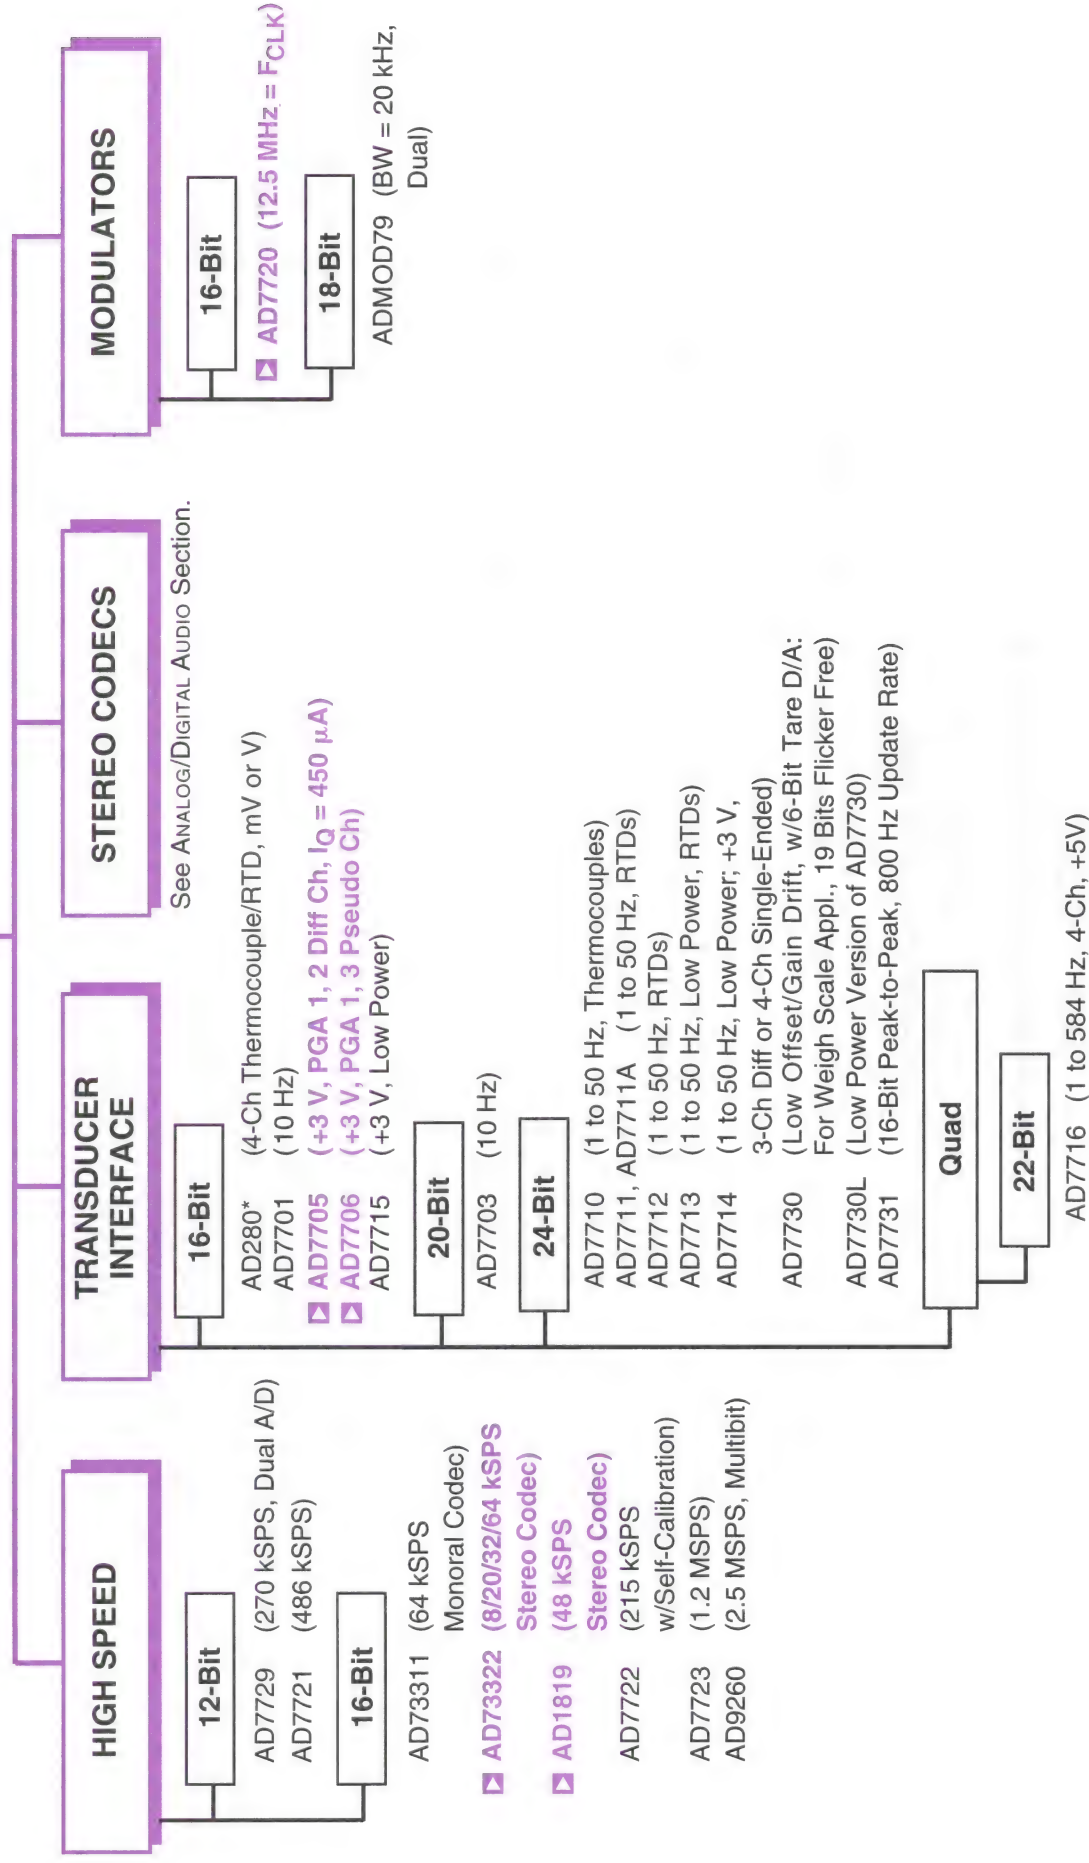 HIGH SPEED
12-Bit
AD7729 (270 kSPS, Dual A/D)
AD7721 (486 kSPS)
16-Bit
AD73311 (64 kSPS
Monoral Codec)
AD73322 (8/20/32/64 kSPS
Stereo Codec)
AD1819 (48 kSPS
Stereo Codec)
AD7722 (215 kSPS
w/Self-Calibration)
AD7723 (1.2 MSPS)
AD9260 (2.5 MSPS, Multibit)
TRANSDUCER
INTERFACE
16-Bit
AD280* (4-Ch Thermocouple/RTD, mV or V)
AD7701 (10 Hz)
AD7705 (+3 V, PGA 1, 2 Diff Ch, IQ = 450 µA)
AD7706 (+3 V, PGA 1, 3 Pseudo Ch)
AD7715 (+3 V, Low Power)
20-Bit
AD7703 (10 Hz)
24-Bit
AD7710 (1 to 50 Hz, Thermocouples)
AD7711, AD7711A (1 to 50 Hz, RTDs)
AD7712 (1 to 50 Hz, RTDs)
AD7713 (1 to 50 Hz, Low Power, RTDs)
AD7714 (1 to 50 Hz, Low Power; +3 V,
3-Ch Diff or 4-Ch Single-Ended)
AD7730 (Low Offset/Gain Drift, w/6-Bit Tare D/A:
For Weigh Scale Appl., 19 Bits Flicker Free)
AD7730L (Low Power Version of AD7730)
AD7731 (16-Bit Peak-to-Peak, 800 Hz Update Rate)
Quad
22-Bit
AD7716 (1 to 584 Hz, 4-Ch, +5V)
STEREO CODECS
See ANALOG/DIGITAL AUDIO Section.
MODULATORS
16-Bit
AD7720 (12.5 MHz = FCLK)
18-Bit
ADMOD79 (BW = 20 kHz,
Dual)